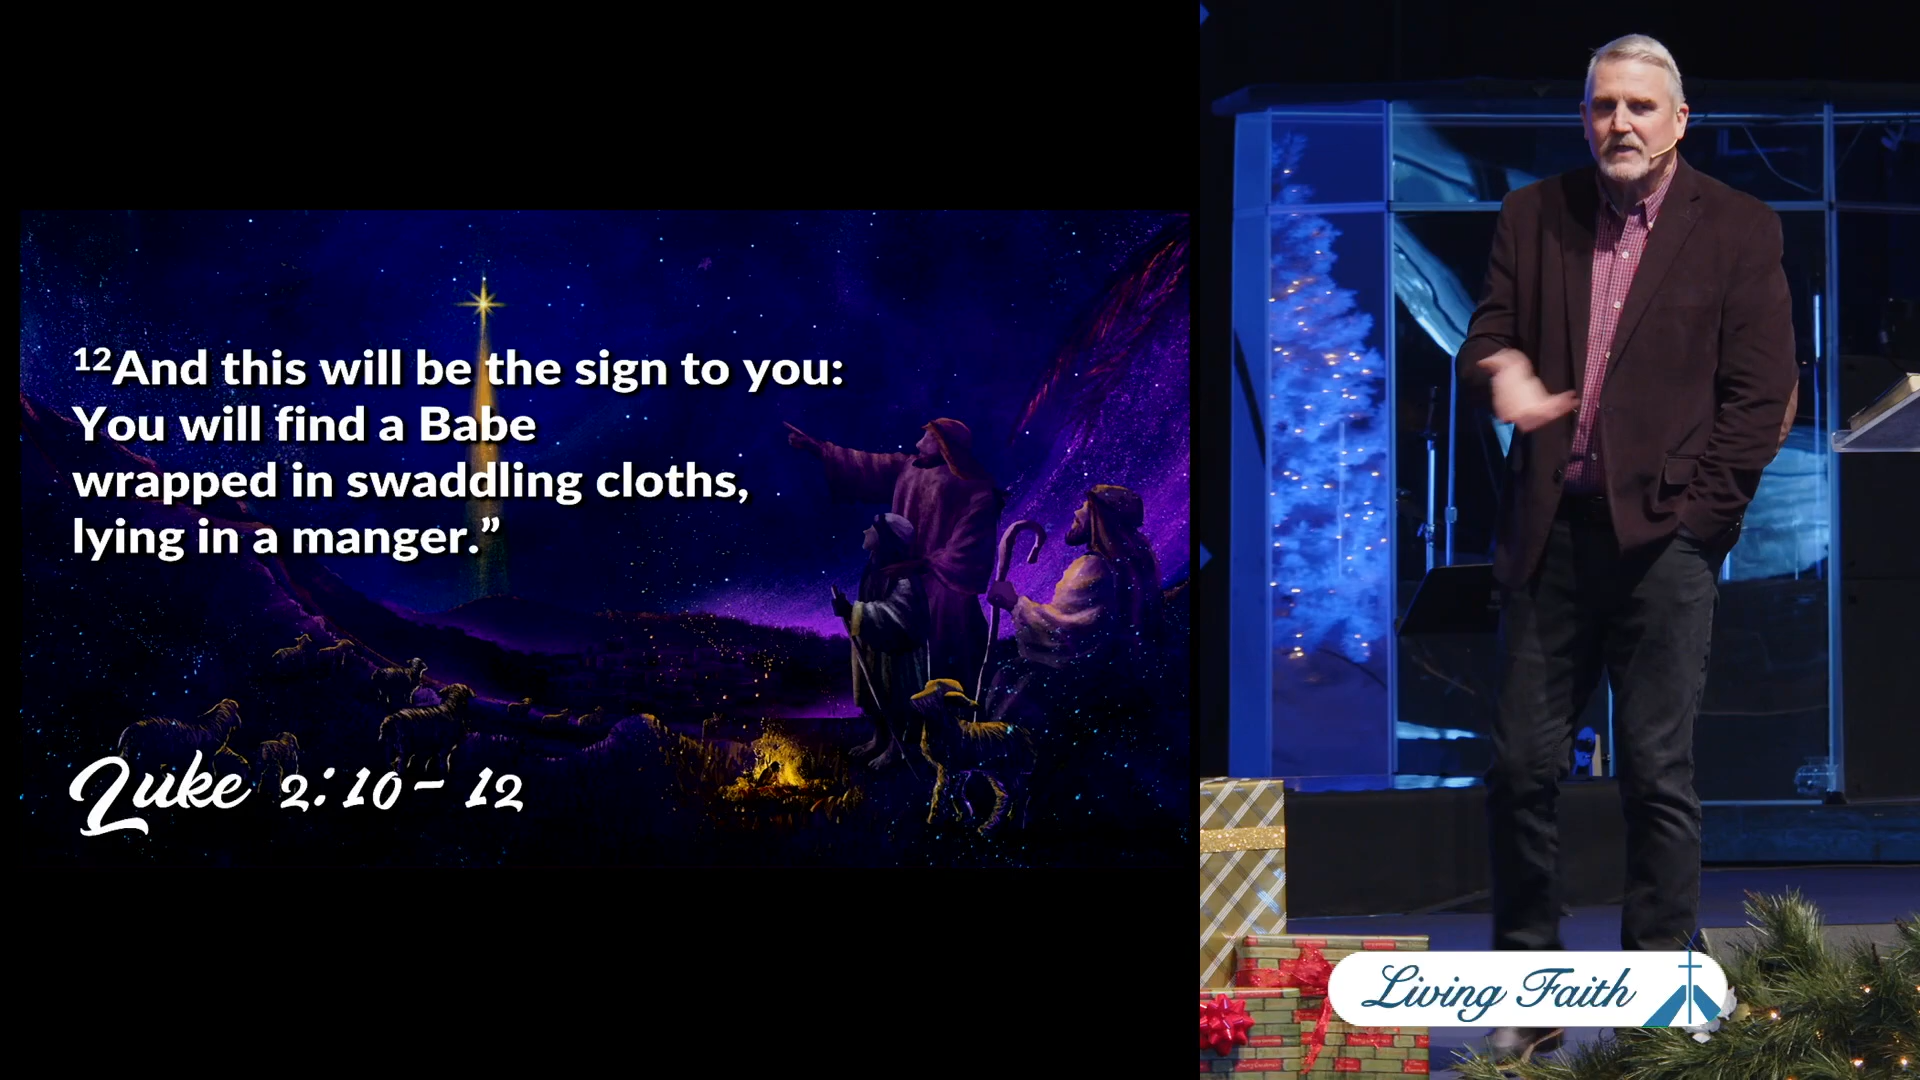 ¹²And this will be the sign to you:
You will find a Babe
wrapped in swaddling cloths,
lying in a manger.”
Luke 2:10- 12
Living Faith